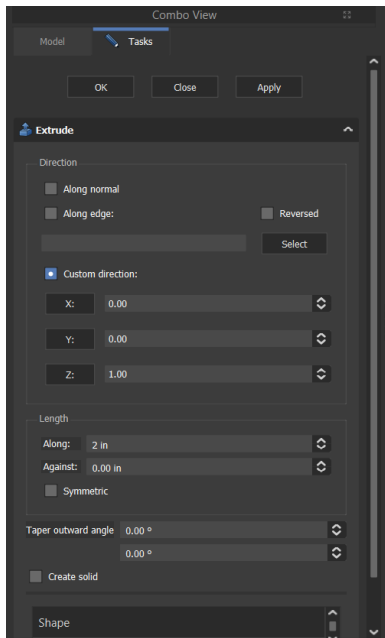 Combo View
Model Tasks
OK Close Apply
Extrude
Direction
Along normal
Along edge: Reversed
Select
Custom direction:
X: 0.00
Y: 0.00
Z: 1.00
Length
Along: 2 in
Against: 0.00 in
Symmetric
Taper outward angle 0.00 º
0.00 º
Create solid
Shape